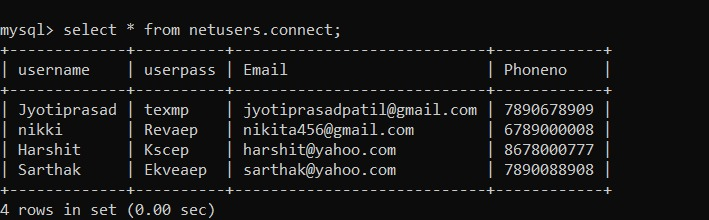 mysql> select * from netusers.connect;
+------------+----------+---------------------------+------------+
| username   | userpass | Email                     | Phoneno    |
+------------+----------+---------------------------+------------+
| Jyotiprasad | texmp    | jyotiprasadpatil@gmail.com | 7890678909 |
| nikki      | Revaep   | nikita456@gmail.com       | 6789000008 |
| Harshit    | Kscep    | harshit@yahoo.com         | 8678000777 |
| Sarthak    | Ekveaep  | sarthak@yahoo.com         | 7890088908 |
+------------+----------+---------------------------+------------+
4 rows in set (0.00 sec)